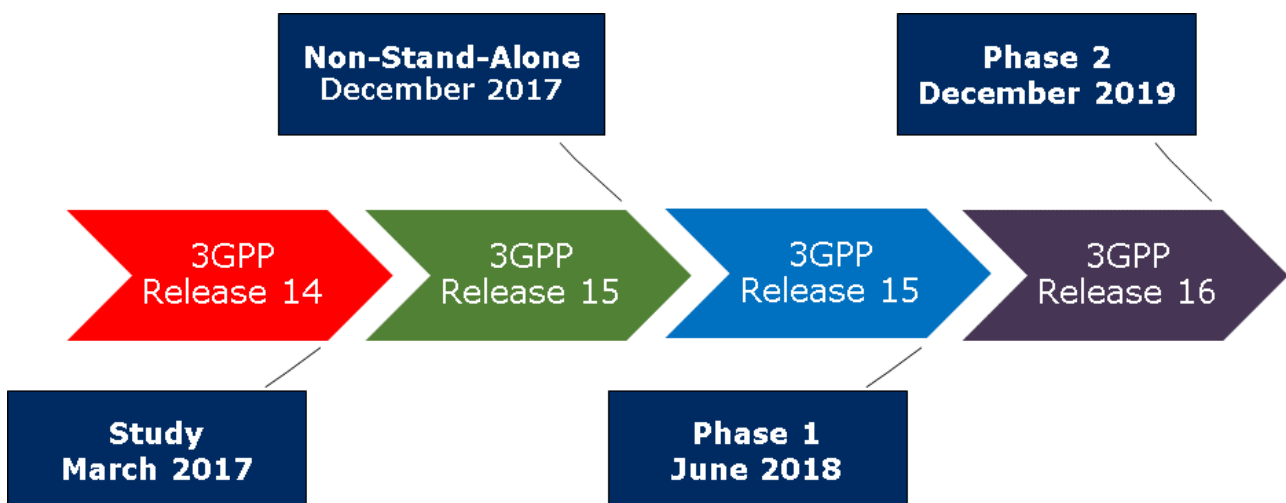 Non-Stand-Alone
December 2017
Phase 2
December 2019
3GPP
Release 14
3GPP
Release 15
3GPP
Release 15
3GPP
Release 16
Study
March 2017
Phase 1
June 2018